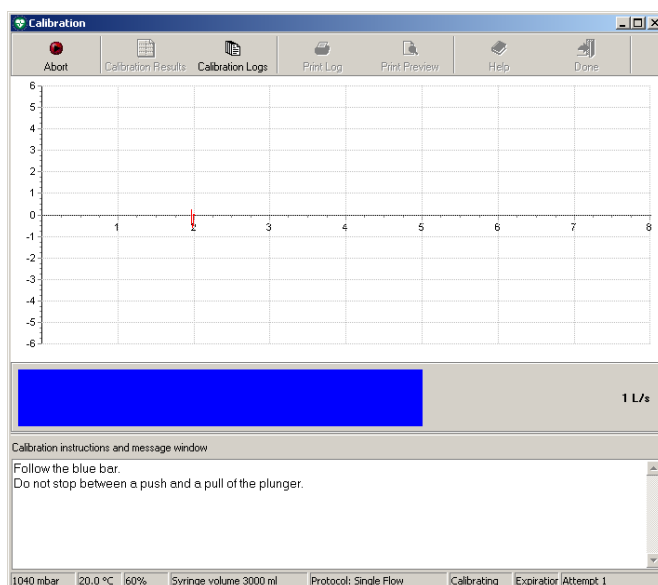 Calibration
Abort
Calibration Results
Calibration Logs
Print Log
Print Preview
Help
Done
6
5
4
3
2
1
0
-1
-2
-3
-4
-5
-6
1 2 3 4 5 6 7 8
1 L/s
Calibration instructions and message window
Follow the blue bar.
Do not stop between a push and a pull of the plunger.
1040 mbar 20.0 °C 60% Syringe volume 3000 ml Protocol: Single Flow Calibrating Expiration Attempt 1